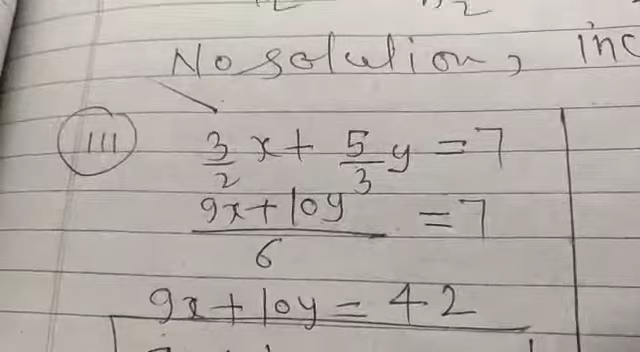 No solution, inc
(iii) 3/2 x + 5/3 y = 7
9x + 10y / 6 = 7
9x + 10y = 42